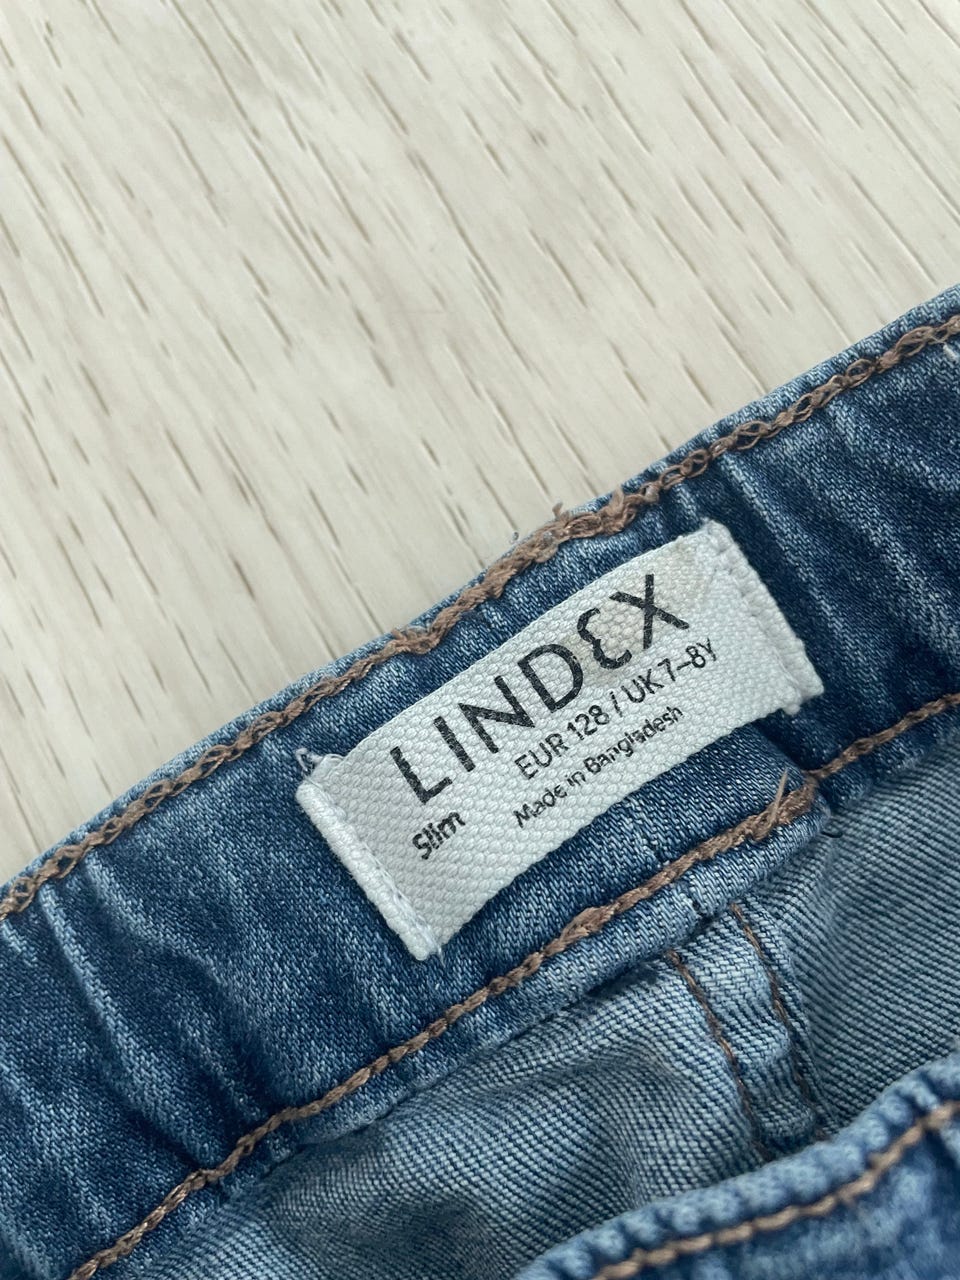 LINDEX
EUR 128 / UK 7-8Y
Slim
Made in Bangladesh